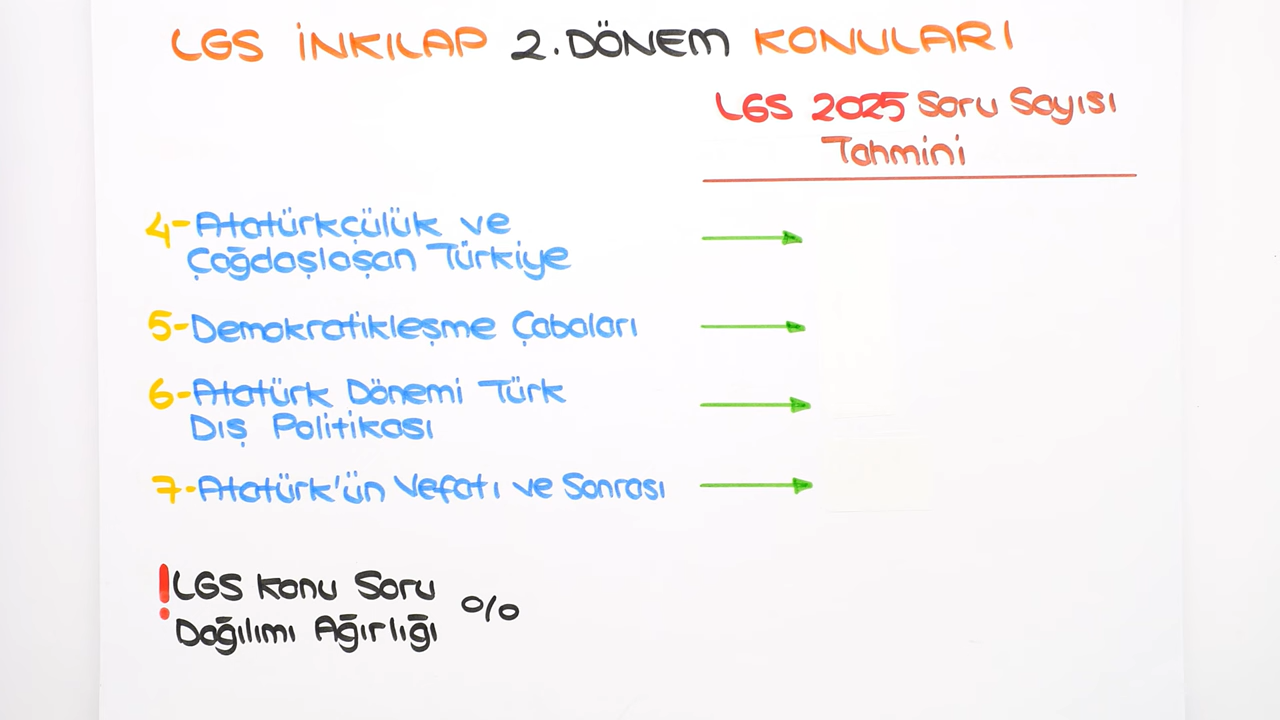 LGS İNKILAP 2.DÖNEM KONULARI
LGS 2025 Soru Sayısı
Tahmini
4-Atatürkçülük ve
Çağdaşlaşan Türkiye
5-Demokratikleşme Çabaları
6-Atatürk Dönemi Türk
Dış Politikası
7-Atatürk'ün Vefatı ve Sonrası
!LGS Konu Soru
Dağılımı Ağırlığı %